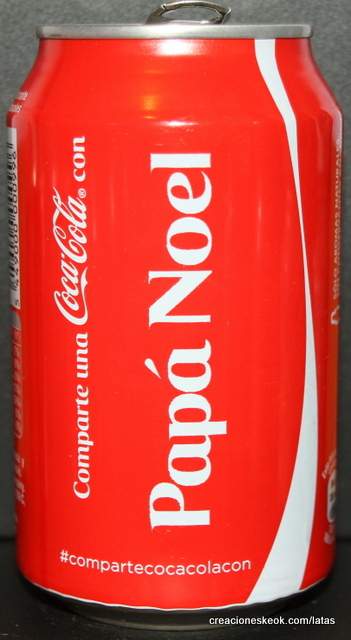 Comparte una Coca-Cola® con
Papá Noel
#compartecocacolacon
creacioneskeok.com/latas